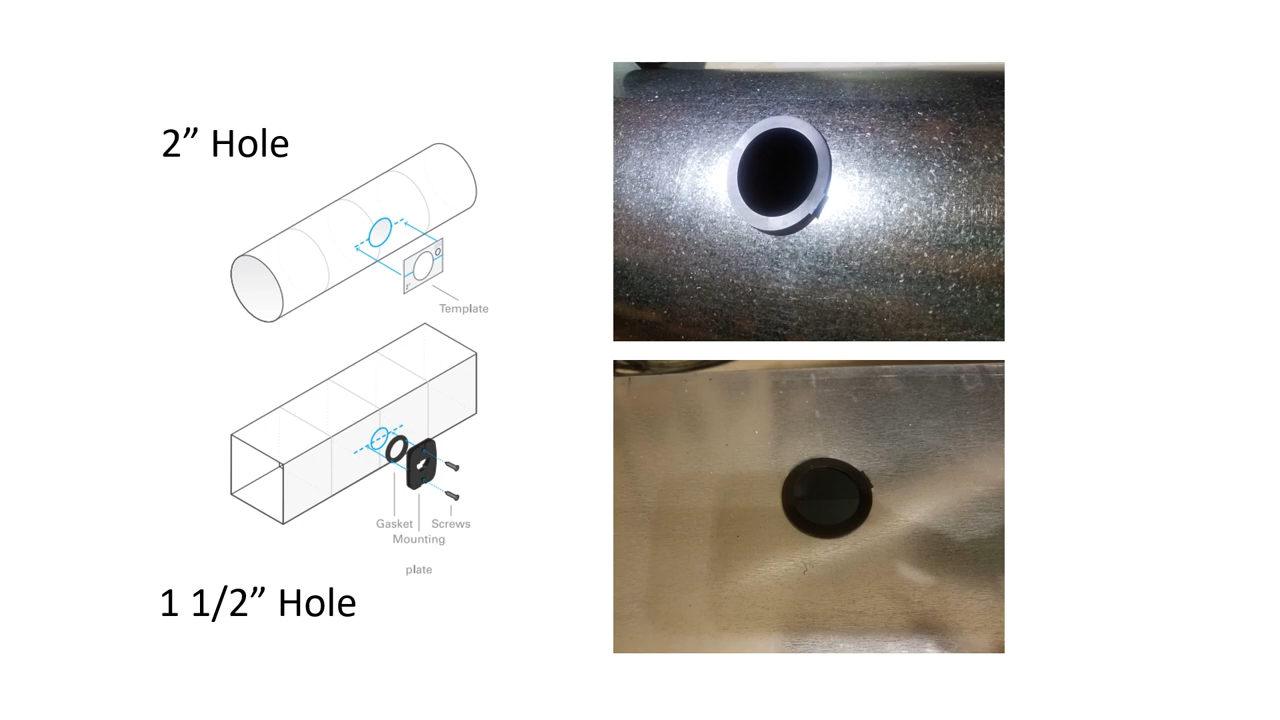 2” Hole
Template
Gasket Screws
Mounting
plate
1 1/2” Hole